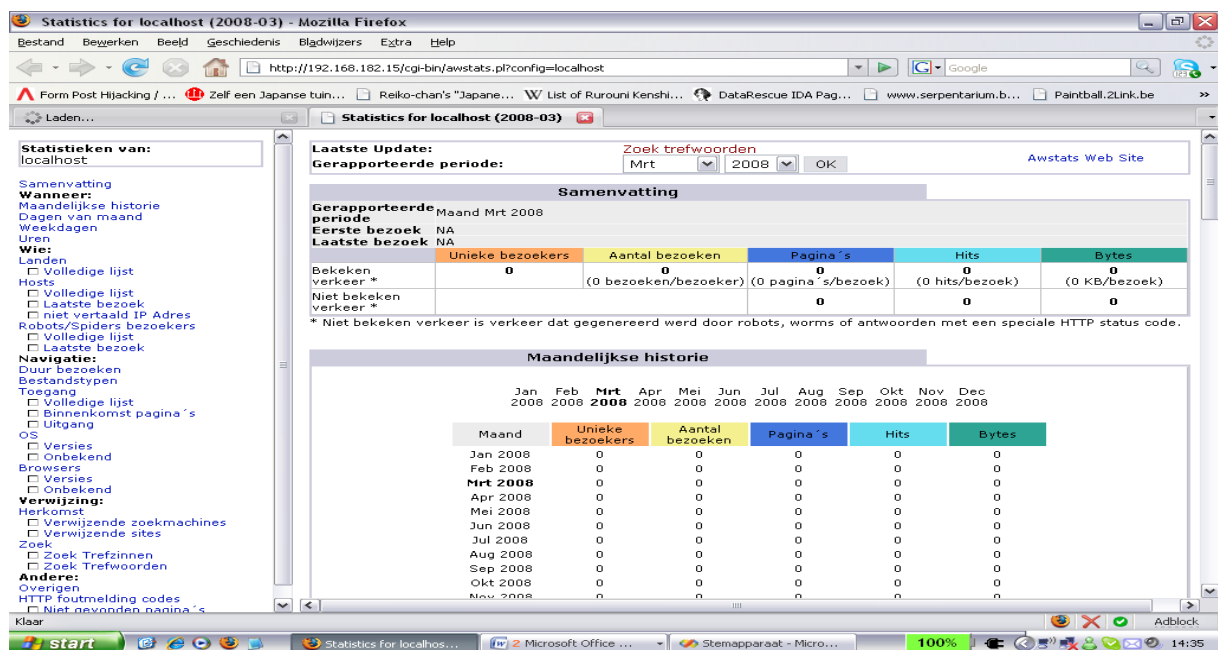 Statistics for localhost (2008-03) - Mozilla Firefox
Bestand Bewerken Beeld Geschiedenis Bladwijzers Extra Help
http://192.168.182.15/cgi-bin/awstats.pl?config=localhost
Google
Form Post Hijacking / ... Zelf een Japanse tuin... Reiko-chan's "Japane... List of Rurouni Kenshi... DataRescue IDA Pag... www.serpentarium.b... Paintball.2Link.be »
Laden... Statistics for localhost (2008-03)
Statistieken van:
localhost
Samenvatting
Wanneer:
Maandelijkse historie
Dagen van maand
Weekdagen
Uren
Wie:
Landen
Volledige lijst
Hosts
Volledige lijst
Laatste bezoek
niet vertaald IP Adres
Robots/Spiders bezoekers
Volledige lijst
Laatste bezoek
Navigatie:
Duur bezoeken
Bestandstypen
Toegang
Volledige lijst
Binnenkomst pagina´s
Uitgang
OS
Versies
Onbekend
Browsers
Versies
Onbekend
Verwijzing:
Herkomst
Verwijzende zoekmachines
Verwijzende sites
Zoek
Zoek Trefzinnen
Zoek Trefwoorden
Andere:
Overigen
HTTP foutmelding codes
Niet gevonden pagina´s
Laatste Update: Zoek trefwoorden
Gerapporteerde periode: Mrt 2008 OK
Awstats Web Site
Samenvatting
Gerapporteerde periode Maand Mrt 2008
Eerste bezoek NA
Laatste bezoek NA
Unieke bezoekers Aantal bezoeken Pagina´s Hits Bytes
Bekeken verkeer * 0 0 0 0 0
(0 bezoeken/bezoeker) (0 pagina´s/bezoek) (0 hits/bezoek) (0 KB/bezoek)
Niet bekeken verkeer * 0 0 0
* Niet bekeken verkeer is verkeer dat gegenereerd werd door robots, worms of antwoorden met een speciale HTTP status code.
Maandelijkse historie
Jan Feb Mrt Apr Mei Jun Jul Aug Sep Okt Nov Dec
2008 2008 2008 2008 2008 2008 2008 2008 2008 2008 2008 2008
Maand Unieke bezoekers Aantal bezoeken Pagina´s Hits Bytes
Jan 2008 0 0 0 0 0
Feb 2008 0 0 0 0 0
Mrt 2008 0 0 0 0 0
Apr 2008 0 0 0 0 0
Mei 2008 0 0 0 0 0
Jun 2008 0 0 0 0 0
Jul 2008 0 0 0 0 0
Aug 2008 0 0 0 0 0
Sep 2008 0 0 0 0 0
Okt 2008 0 0 0 0 0
Nov 2008 0 0 0 0 0
Klaar
Adblock
start Statistics for localhos... 2 Microsoft Office ... Stemapparaat - Micro... 100% 14:35